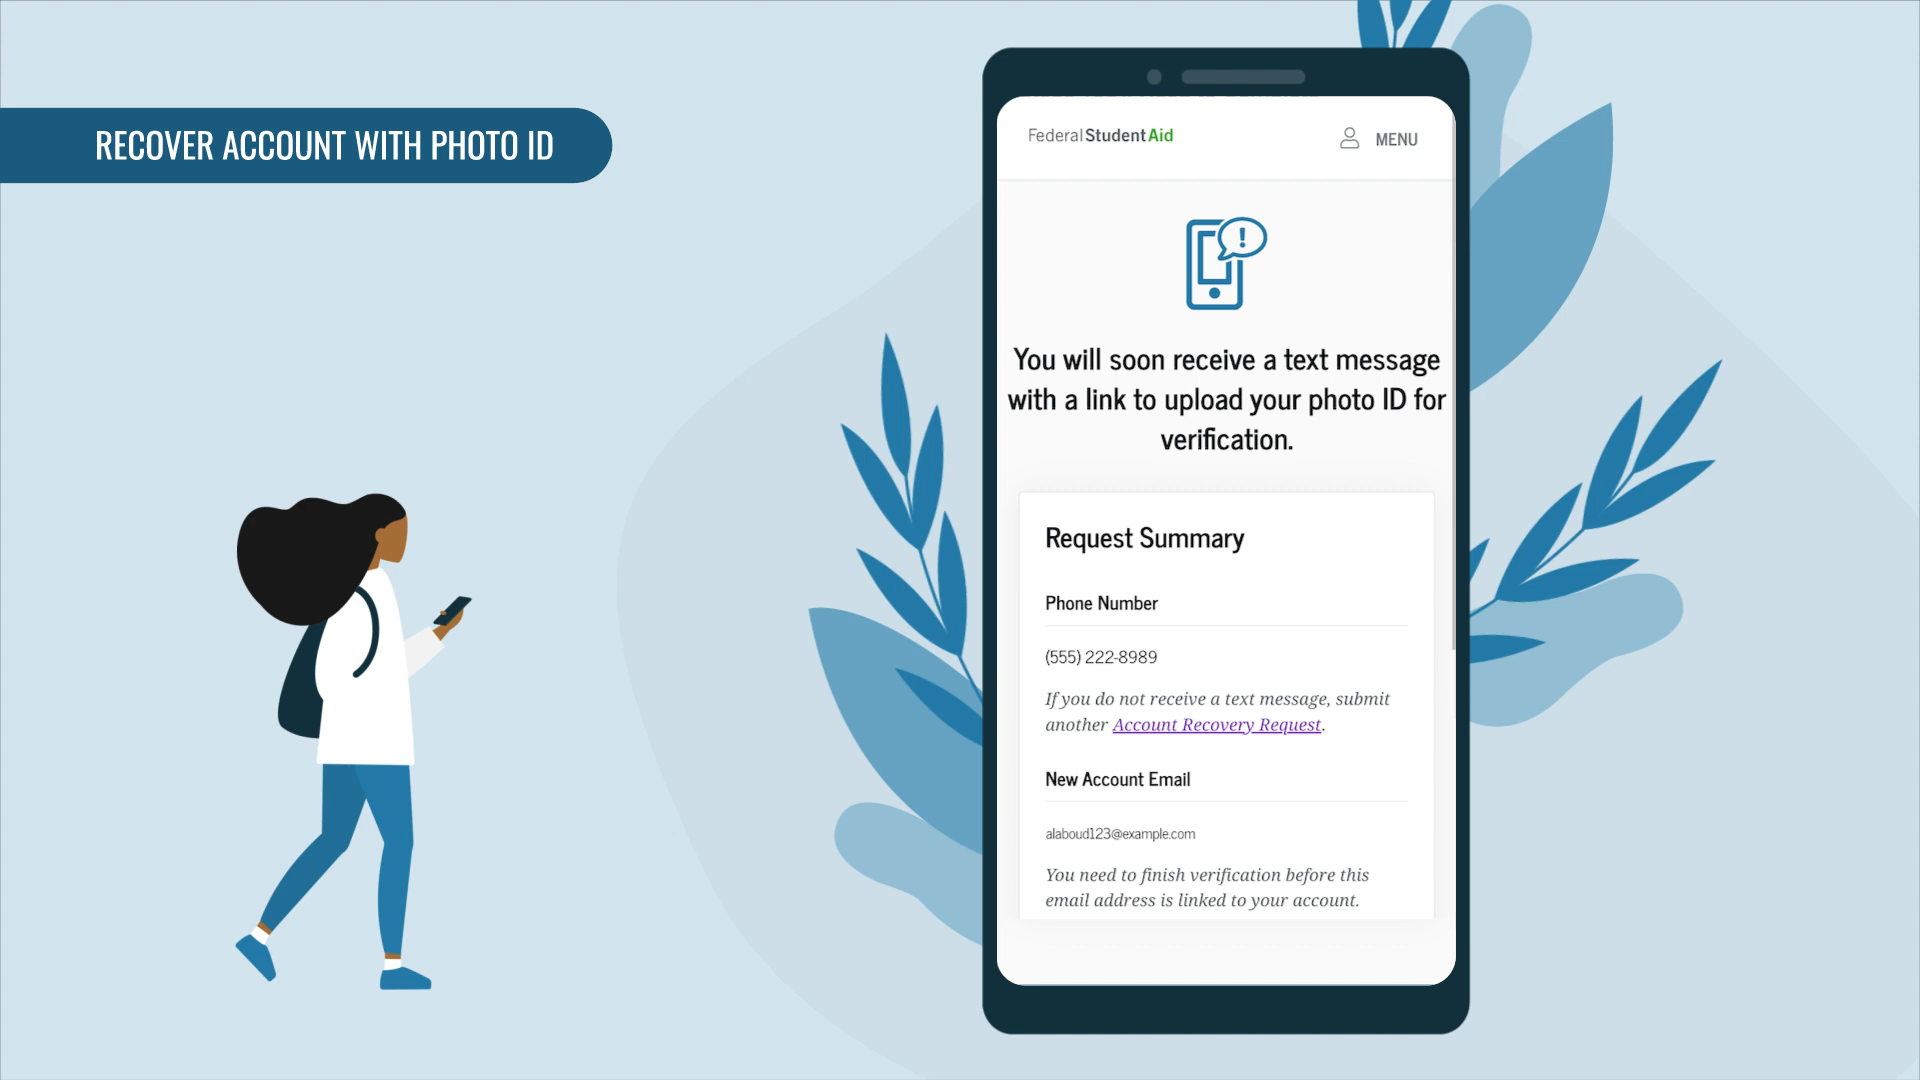 RECOVER ACCOUNT WITH PHOTO ID
Federal Student Aid
MENU
!
You will soon receive a text message
with a link to upload your photo ID for
verification.
Request Summary
Phone Number
(555) 222-8989
If you do not receive a text message, submit
another Account Recovery Request.
New Account Email
alaboud123@example.com
You need to finish verification before this
email address is linked to your account.